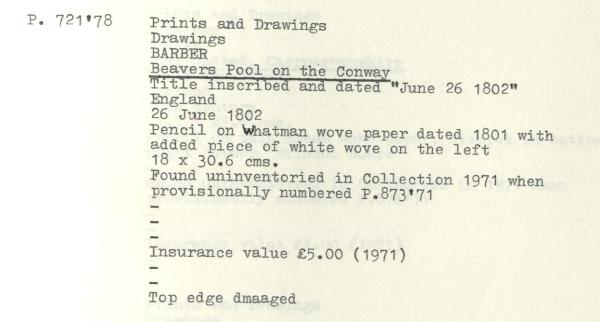 P. 721'78 Prints and Drawings
Drawings
BARBER
Beavers Pool on the Conway
Title inscribed and dated "June 26 1802"
England
26 June 1802
Pencil on Whatman wove paper dated 1801 with
added piece of white wove on the left
18 x 30.6 cms.
Found uninventoried in Collection 1971 when
provisionally numbered P.873'71
-
-
-
Insurance value £5.00 (1971)
-
-
Top edge dmaaged